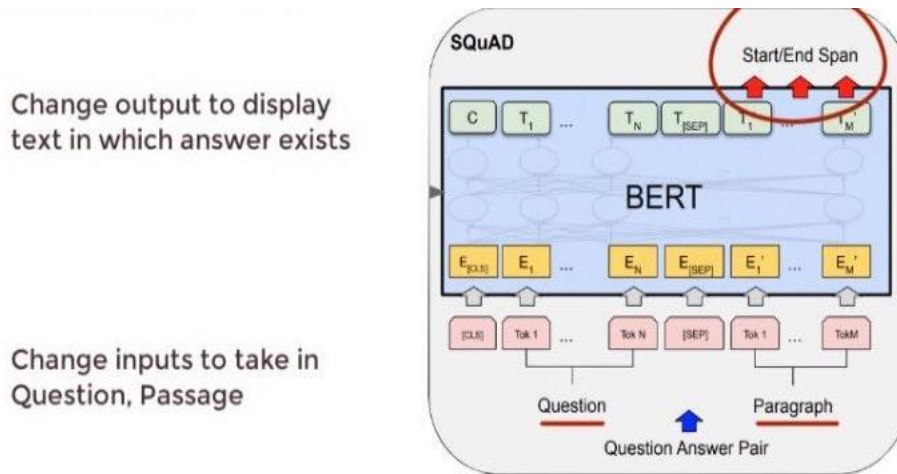 SQuAD
Start/End Span
Change output to display
text in which answer exists
C T1 ... TN T[SEP] T1' ... TM'
BERT
E[CLS] E1 ... EN E[SEP] E1' ... EM'
[CLS] Tok 1 ... Tok N [SEP] Tok 1 ... TokM
Change inputs to take in
Question, Passage
Question Paragraph
Question Answer Pair